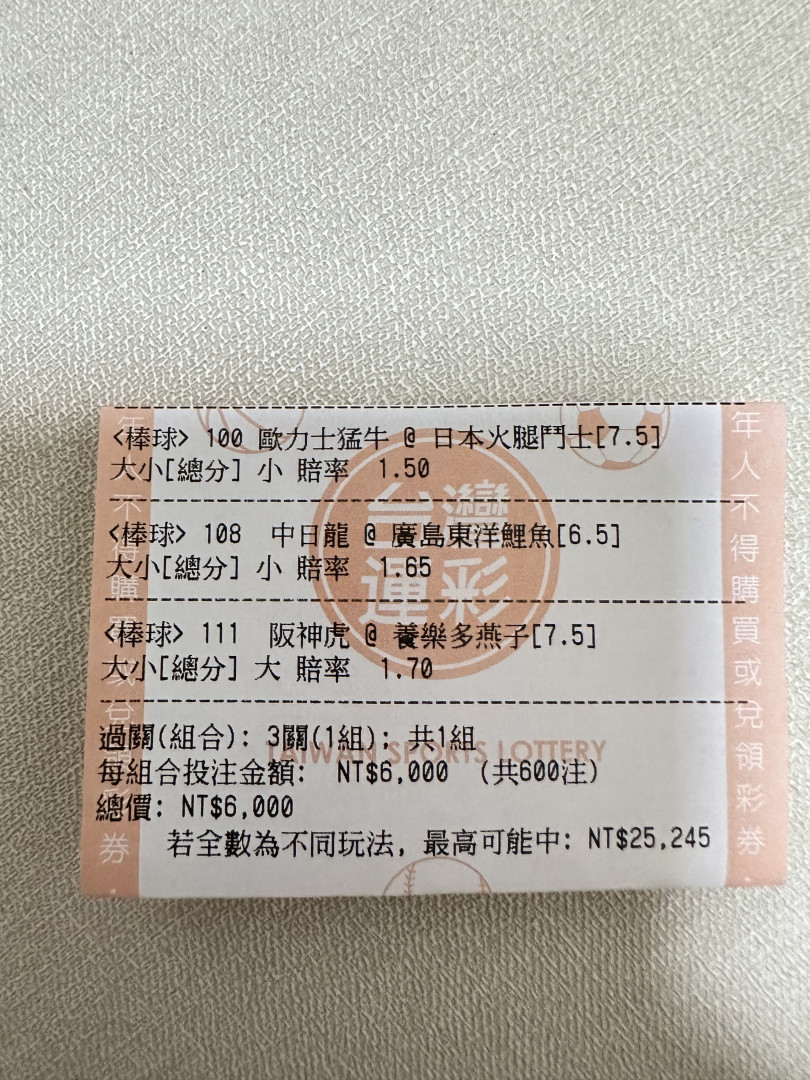 <棒球> 100 歐力士猛牛 @ 日本火腿鬥士[7.5]
大小[總分] 小 賠率 1.50
<棒球> 108 中日龍 @ 廣島東洋鯉魚[6.5]
大小[總分] 小 賠率 1.65
<棒球> 111 阪神虎 @ 養樂多燕子[7.5]
大小[總分] 大 賠率 1.70
過關(組合): 3關(1組); 共1組
每組合投注金額: NT$6,000 (共600注)
總價: NT$6,000
若全數為不同玩法, 最高可能中: NT$25,245
台灣運彩
TAIWAN SPORTS LOTTERY
年人不得購買或兌領彩券.